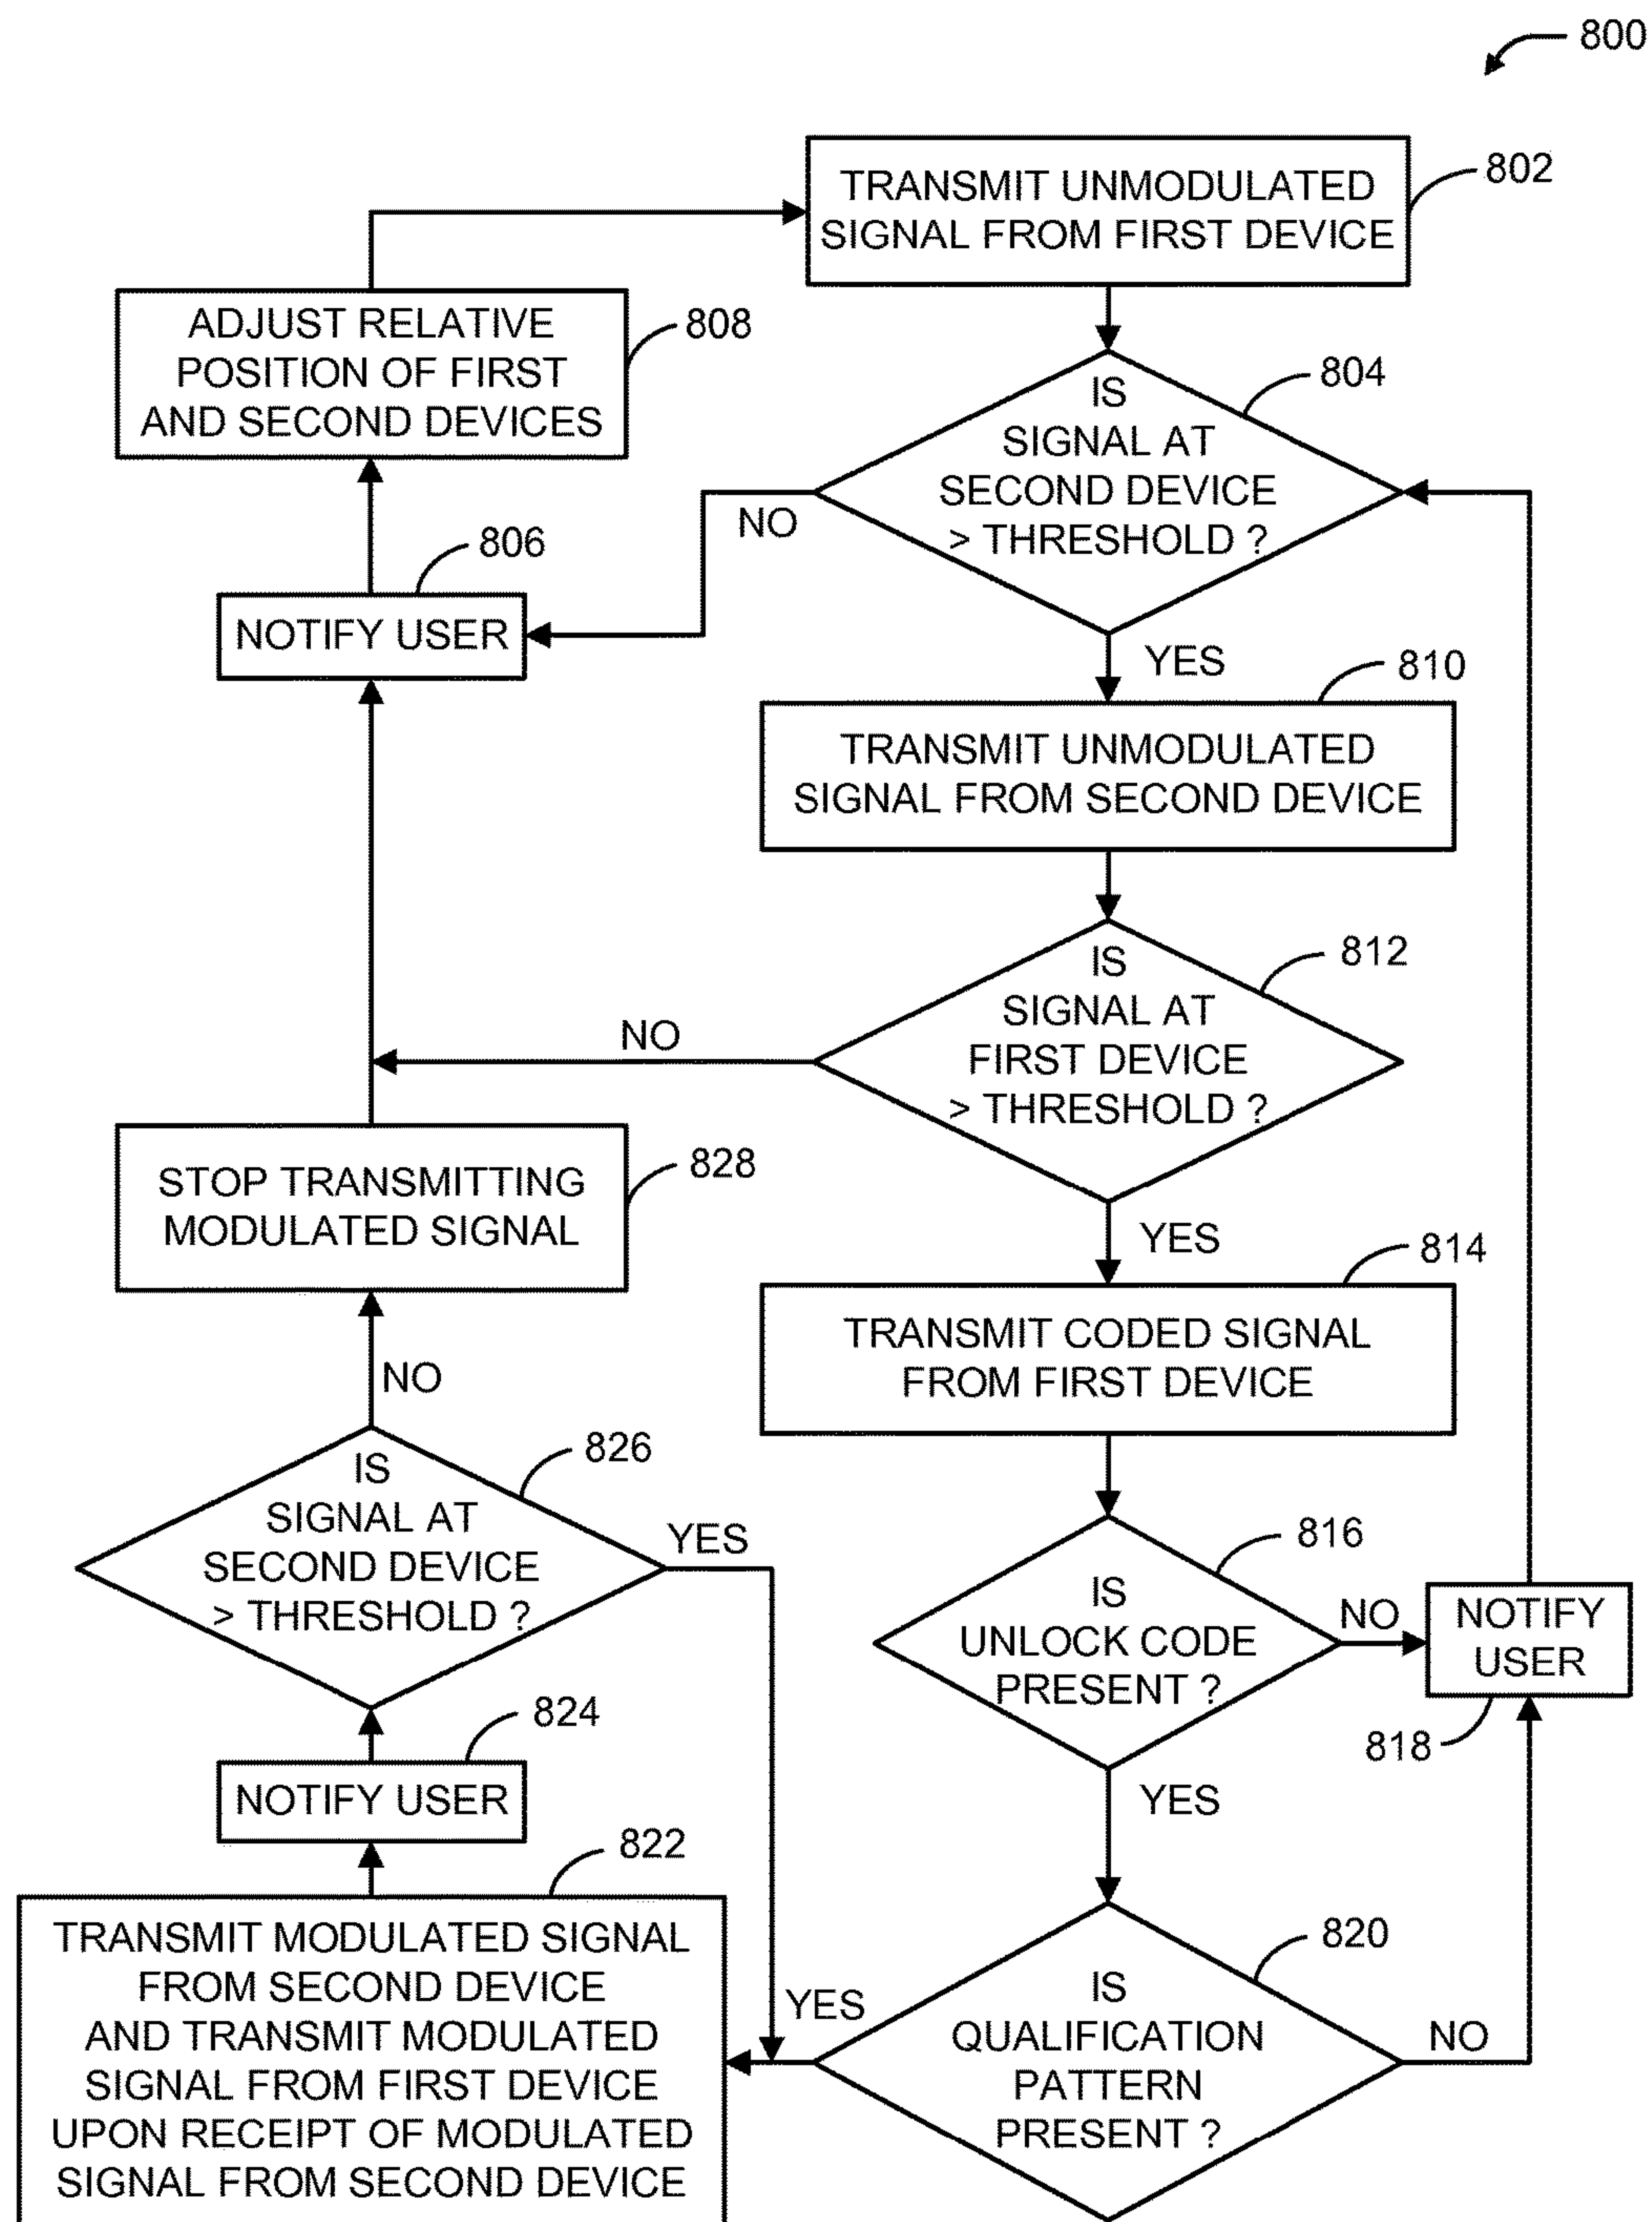 800
TRANSMIT UNMODULATED
SIGNAL FROM FIRST DEVICE
802
ADJUST RELATIVE
POSITION OF FIRST
AND SECOND DEVICES
808
IS
SIGNAL AT
SECOND DEVICE
> THRESHOLD ?
804
NO
806
NOTIFY USER
YES
810
TRANSMIT UNMODULATED
SIGNAL FROM SECOND DEVICE
IS
SIGNAL AT
FIRST DEVICE
> THRESHOLD ?
812
NO
STOP TRANSMITTING
MODULATED SIGNAL
828
YES
814
TRANSMIT CODED SIGNAL
FROM FIRST DEVICE
NO
IS
SIGNAL AT
SECOND DEVICE
> THRESHOLD ?
826
YES
IS
UNLOCK CODE
PRESENT ?
816
NO
NOTIFY
USER
818
824
NOTIFY USER
YES
822
TRANSMIT MODULATED SIGNAL
FROM SECOND DEVICE
AND TRANSMIT MODULATED
SIGNAL FROM FIRST DEVICE
UPON RECEIPT OF MODULATED
SIGNAL FROM SECOND DEVICE
YES
IS
QUALIFICATION
PATTERN
PRESENT ?
820
NO